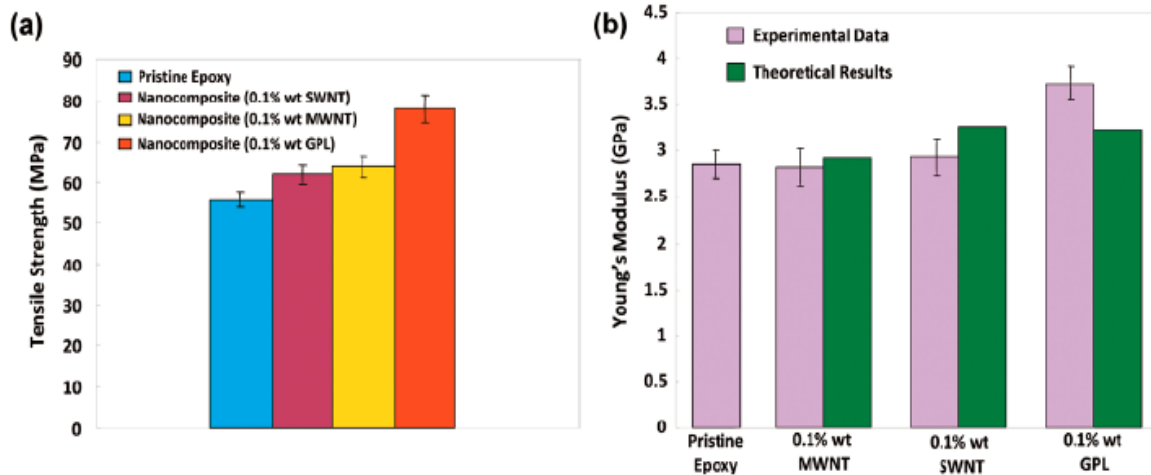 (a)
Tensile Strength (MPa)
90
80
70
60
50
40
30
20
10
0
Pristine Epoxy
Nanocomposite (0.1% wt SWNT)
Nanocomposite (0.1% wt MWNT)
Nanocomposite (0.1% wt GPL)
(b)
Young's Modulus (GPa)
4.5
4
3.5
3
2.5
2
1.5
1
0.5
0
Experimental Data
Theoretical Results
Pristine
Epoxy
0.1% wt
MWNT
0.1% wt
SWNT
0.1% wt
GPL